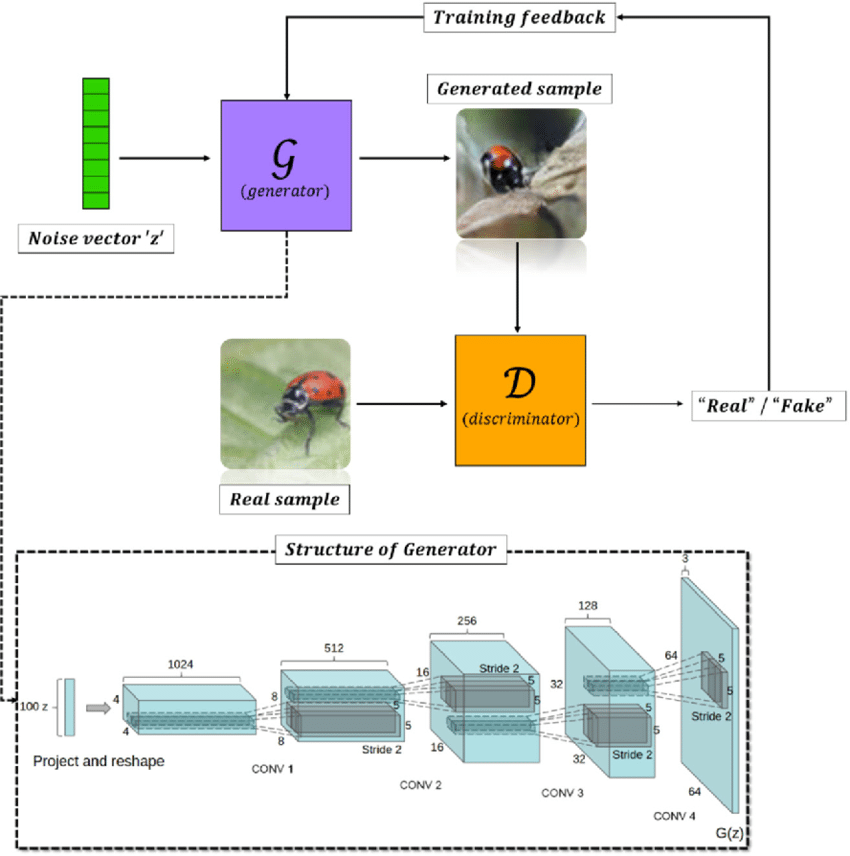 Training feedback
Generated sample
G
(generator)
Noise vector 'z'
D
(discriminator)
"Real" / "Fake"
Real sample
Structure of Generator
3
128
256
512
1024
64
16
Stride 2
5
5
32
5
5
Stride 2
4
8
5
5
100 z
4
8
5
Stride 2
16
5
Stride 2
32
64
Project and reshape
CONV 1
CONV 2
CONV 3
CONV 4
G(z)